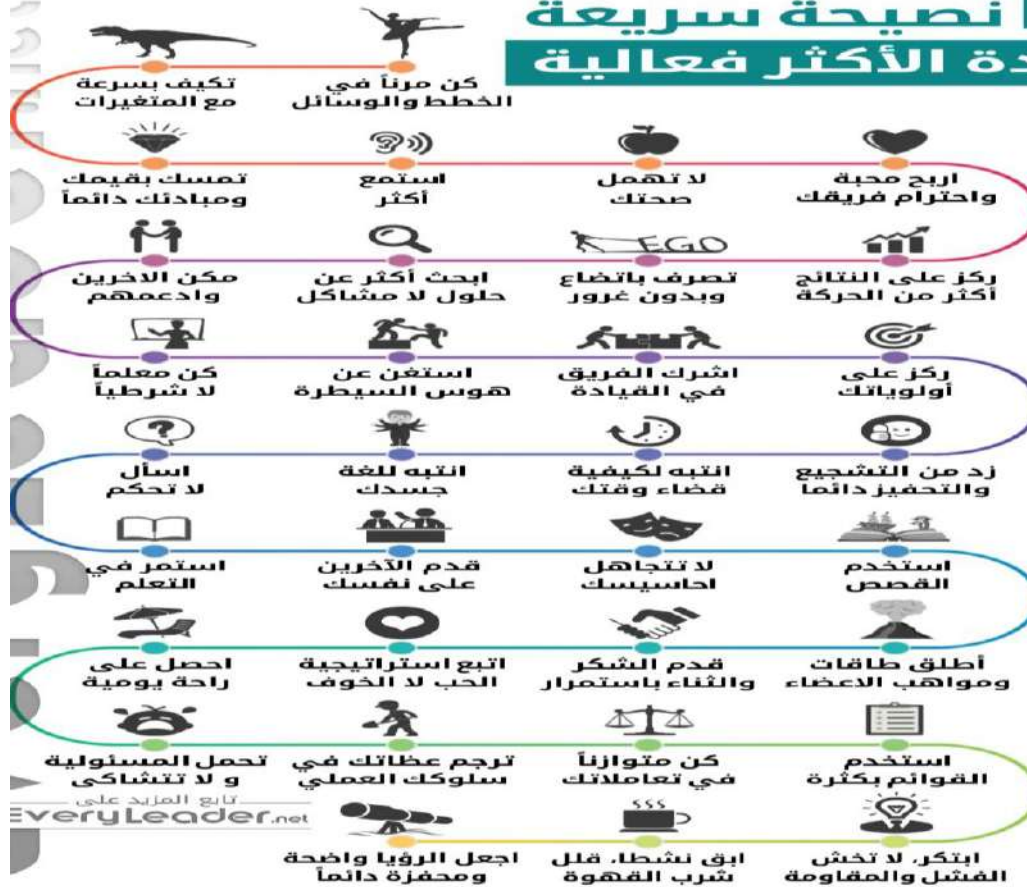 نصيحة سريعة
الأكثر فعالية
كن مرناً في
الخطط والوسائل
تكيف بسرعة
مع المتغيرات
اربح محبة
واحترام فريقك
لا تهمل
صحتك
استمع
أكثر
تمسك بقيمك
ومبادئك دائماً
EGO
ركز على النتائج
أكثر من الحركة
تصرف باتضاع
وبدون غرور
ابحث أكثر عن
حلول لا مشاكل
مكن الاخرين
وادعمهم
ركز على
أولوياتك
اشرك الفريق
في القيادة
استغن عن
هوس السيطرة
كن معلماً
لا شرطياً
زد من التشجيع
والتحفيز دائما
انتبه لكيفية
قضاء وقتك
انتبه للغة
جسدك
اسأل
لا تحكم
استخدم
القصص
لا تتجاهل
احاسيسك
قدم الآخرين
على نفسك
استمر في
التعلم
أطلق طاقات
ومواهب الاعضاء
قدم الشكر
والثناء باستمرار
اتبع استراتيجية
الحب لا الخوف
احصل على
راحة يومية
استخدم
القوائم بكثرة
كن متوازناً
في تعاملاتك
ترجم عظاتك في
سلوكك العملي
تحمل المسئولية
و لا تتشاكى
ابتكر، لا تخش
الفشل والمقاومة
ابق نشطا، قلل
شرب القهوة
اجعل الرؤيا واضحة
ومحفزة دائماً
تابع المزيد على
EveryLeader.net